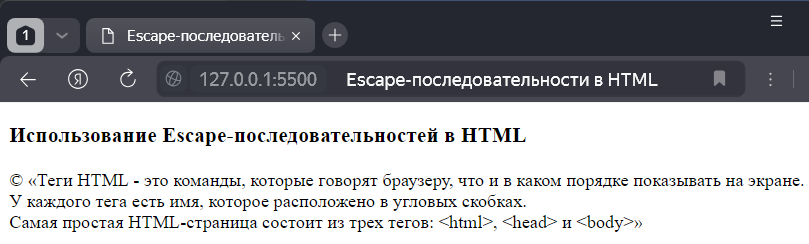 1
Escape-последователь
Я
127.0.0.1:5500 Escape-последовательности в HTML
Использование Escape-последовательностей в HTML
© «Теги HTML - это команды, которые говорят браузеру, что и в каком порядке показывать на экране.
У каждого тега есть имя, которое расположено в угловых скобках.
Самая простая HTML-страница состоит из трех тегов: <html>, <head> и <body>»